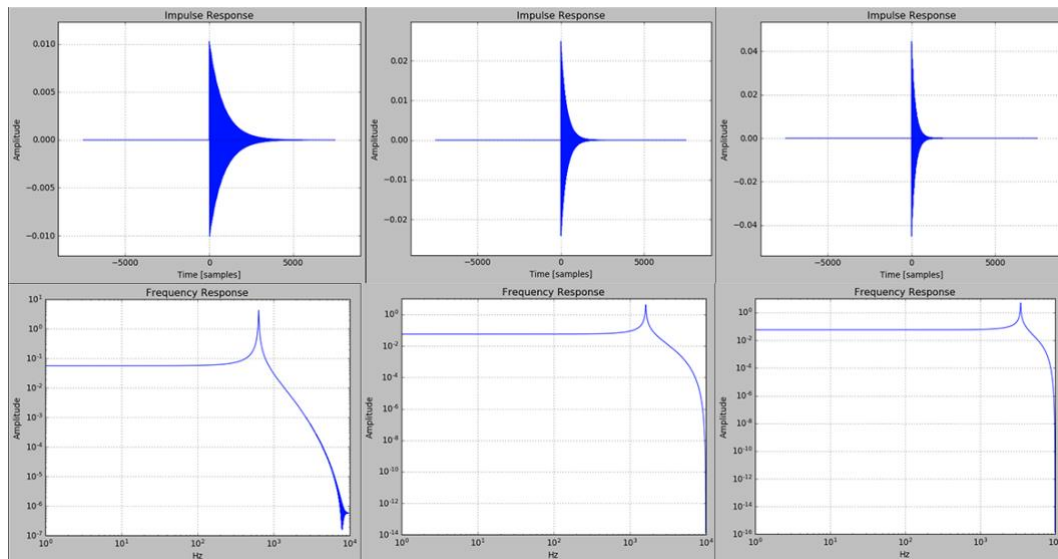 Impulse Response
Amplitude
0.010
0.005
0.000
−0.005
−0.010
−5000 0 5000
Time [samples]
Impulse Response
Amplitude
0.02
0.01
0.00
−0.01
−0.02
−5000 0 5000
Time [samples]
Impulse Response
Amplitude
0.04
0.02
0.00
−0.02
−0.04
−5000 0 5000
Time [samples]
Frequency Response
Amplitude
10^1
10^0
10^-1
10^-2
10^-3
10^-4
10^-5
10^-6
10^-7
10^0 10^1 10^2 10^3 10^4
Hz
Frequency Response
Amplitude
10^0
10^-2
10^-4
10^-6
10^-8
10^-10
10^-12
10^-14
10^0 10^1 10^2 10^3 10^4
Hz
Frequency Response
Amplitude
10^0
10^-2
10^-4
10^-6
10^-8
10^-10
10^-12
10^-14
10^-16
10^0 10^1 10^2 10^3 10^4
Hz